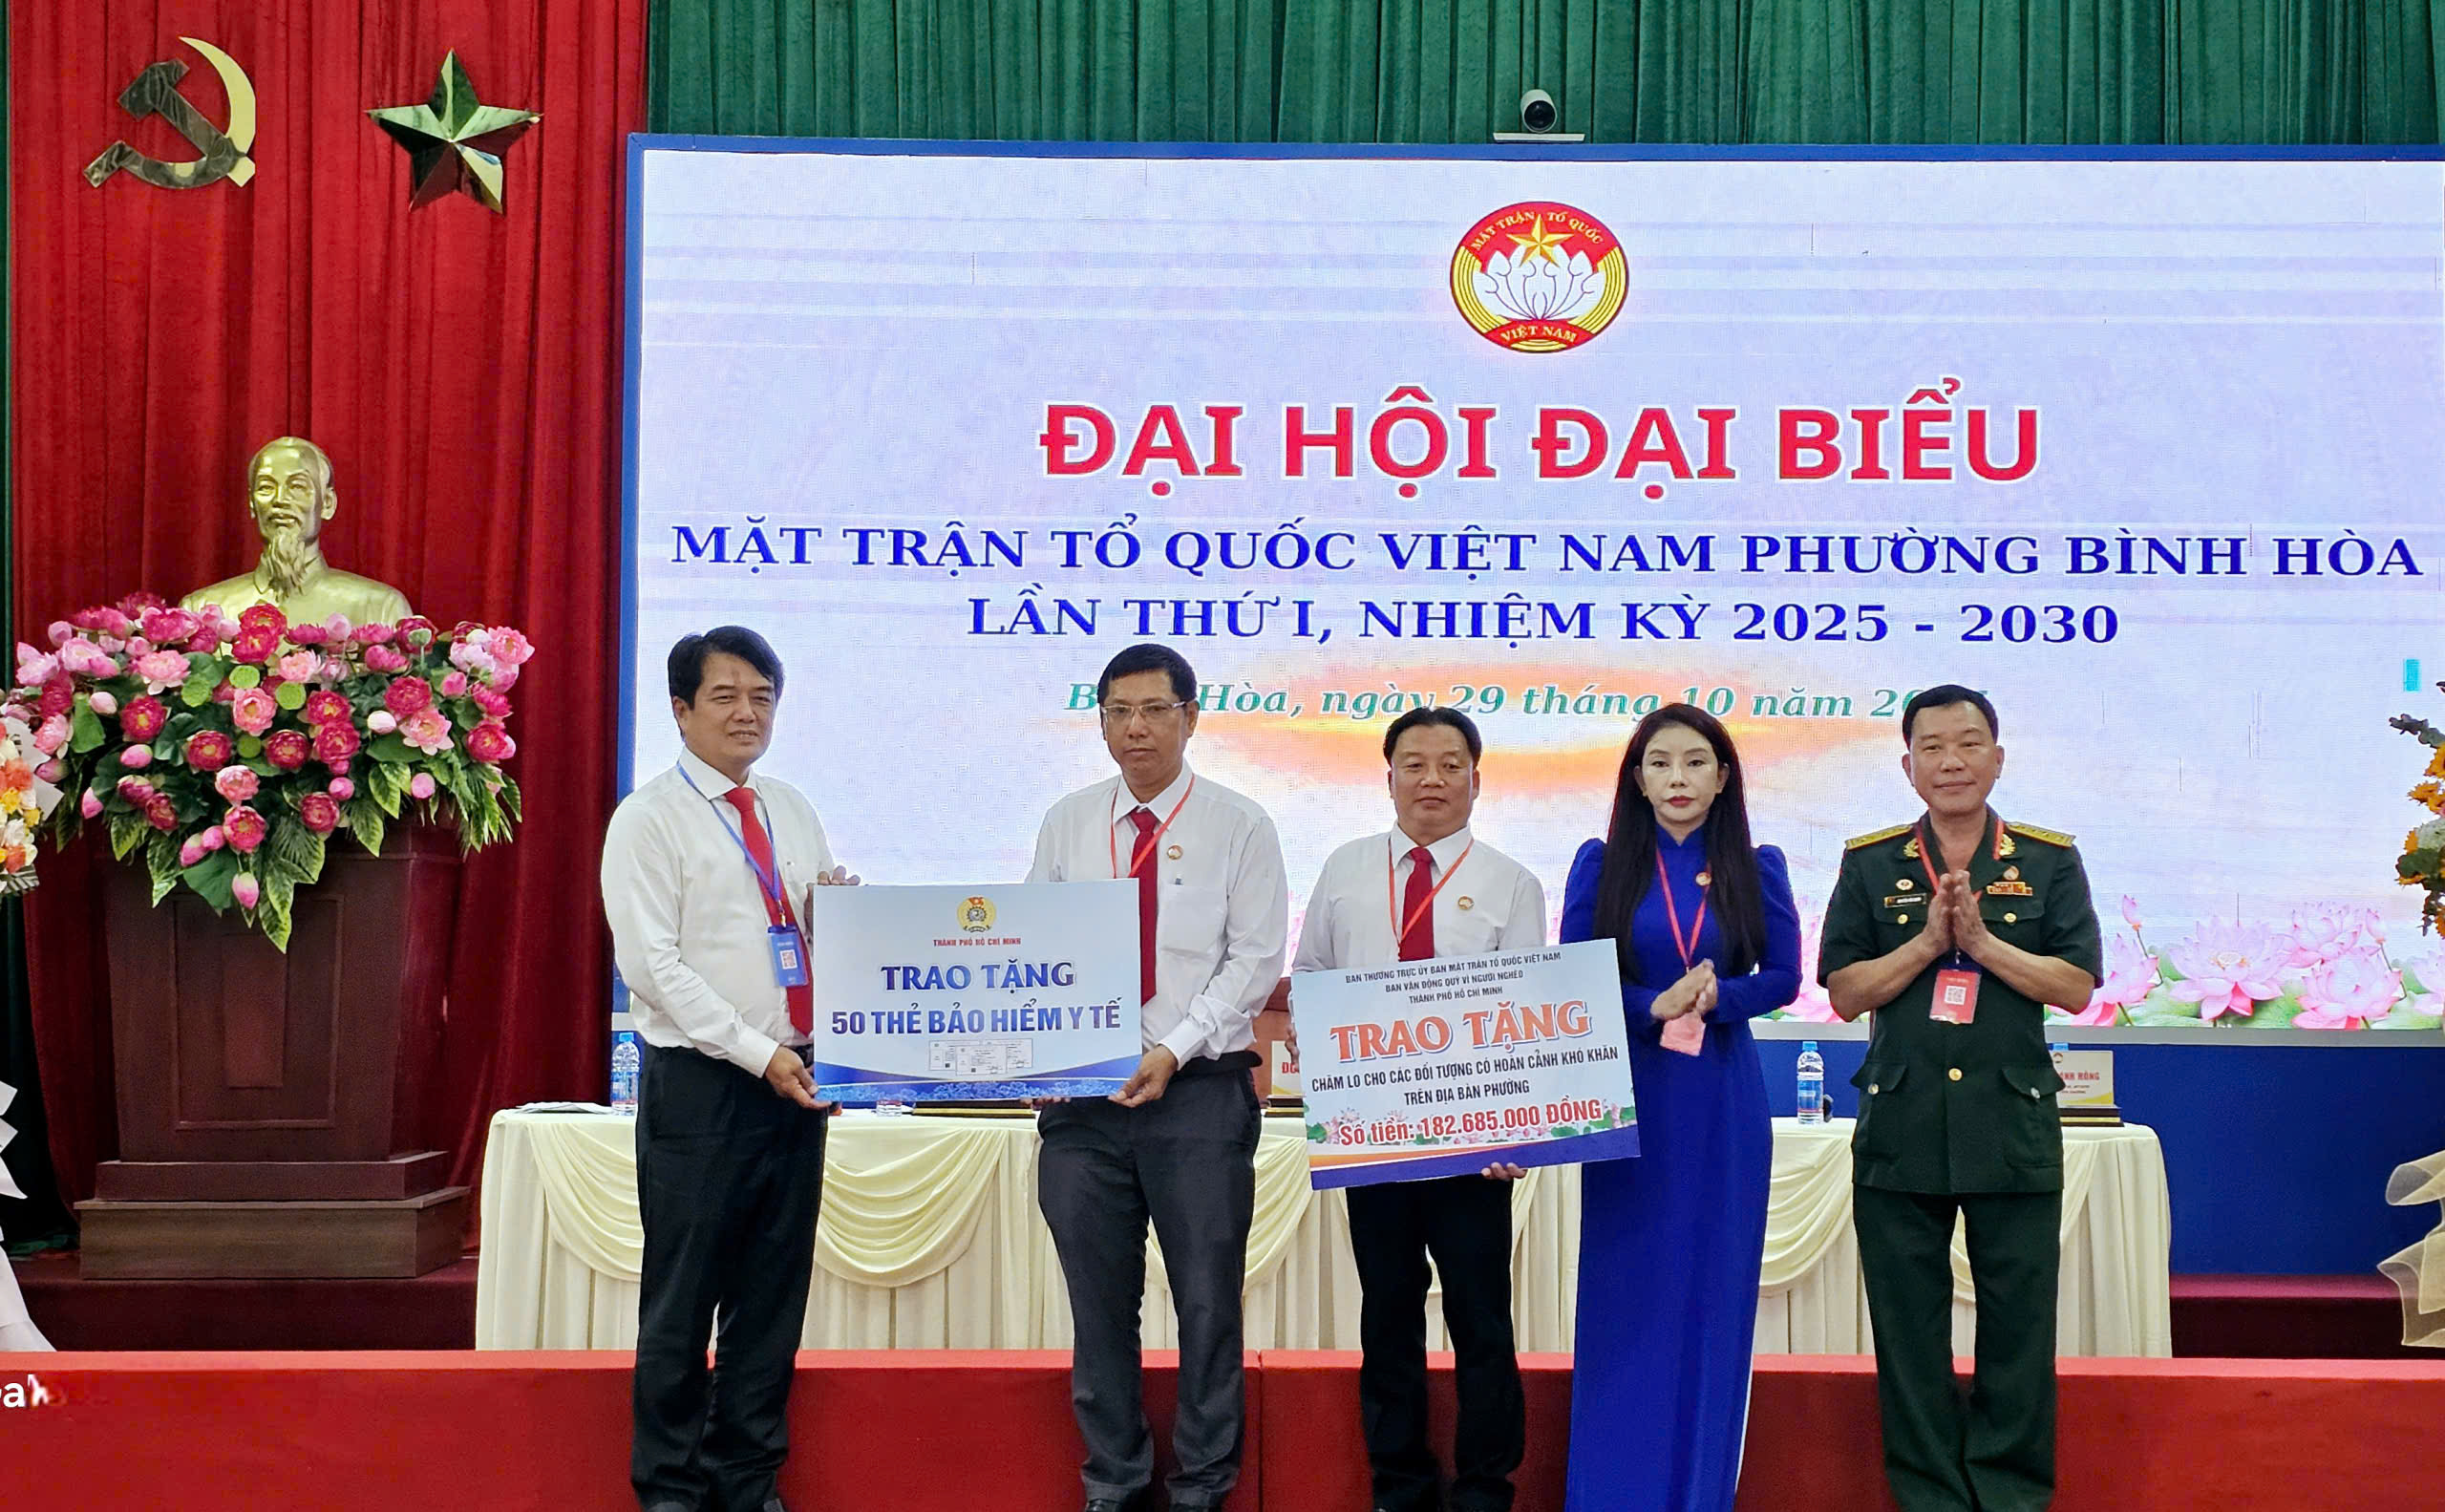 MẶT TRẬN TỔ QUỐC
VIỆT NAM
ĐẠI HỘI ĐẠI BIỂU
MẶT TRẬN TỔ QUỐC VIỆT NAM PHƯỜNG BÌNH HÒA
LẦN THỨ I, NHIỆM KỲ 2025 - 2030
Hòa, ngày 29 tháng 10 năm
THÀNH PHỐ HỒ CHÍ MINH
TRAO TẶNG
50 THẺ BẢO HIỂM Y TẾ
BAN THƯỜNG TRỰC ỦY BAN MẶT TRẬN TỔ QUỐC VIỆT NAM
BAN VẬN ĐỘNG QUỸ VÌ NGƯỜI NGHÈO
THÀNH PHỐ HỒ CHÍ MINH
TRAO TẶNG
CHĂM LO CHO CÁC ĐỐI TƯỢNG CÓ HOÀN CẢNH KHÓ KHĂN
TRÊN ĐỊA BÀN PHƯỜNG
Số tiền: 182.685.000 ĐỒNG